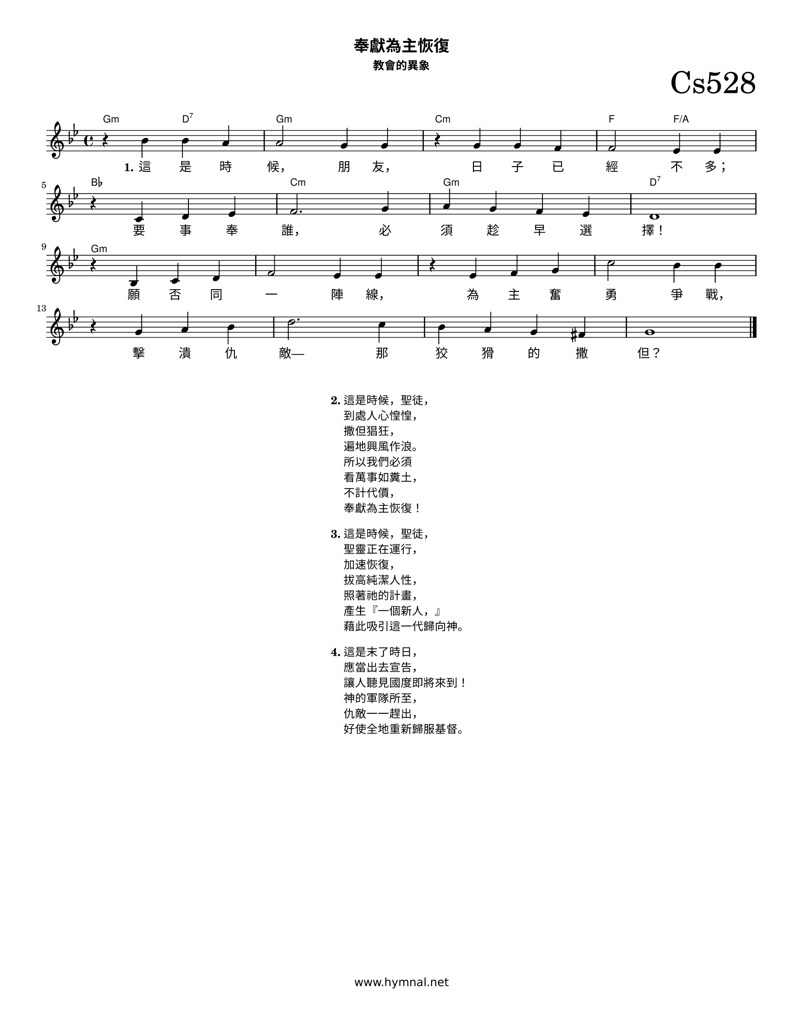 奉獻為主恢復
教會的異象
Cs528
Gm D7 Gm Cm F F/A
1. 這 是 時 候， 朋 友， 日 子 已 經 不 多；
5 B♭ Cm Gm D7
要 事 奉 誰， 必 須 趁 早 選 擇！
9 Gm
願 否 同 一 陣 線， 為 主 奮 勇 爭 戰，
13
擊 潰 仇 敵— 那 狡 猾 的 撒 但？
2. 這是時候，聖徒，
到處人心惶惶，
撒但猖狂，
遍地興風作浪。
所以我們必須
看萬事如糞土，
不計代價，
奉獻為主恢復！
3. 這是時候，聖徒，
聖靈正在運行，
加速恢復，
拔高純潔人性，
照著祂的計畫，
產生『一個新人，』
藉此吸引這一代歸向神。
4. 這是末了時日，
應當出去宣告，
讓人聽見國度即將來到！
神的軍隊所至，
仇敵一一趕出，
好使全地重新歸服基督。
www.hymnal.net